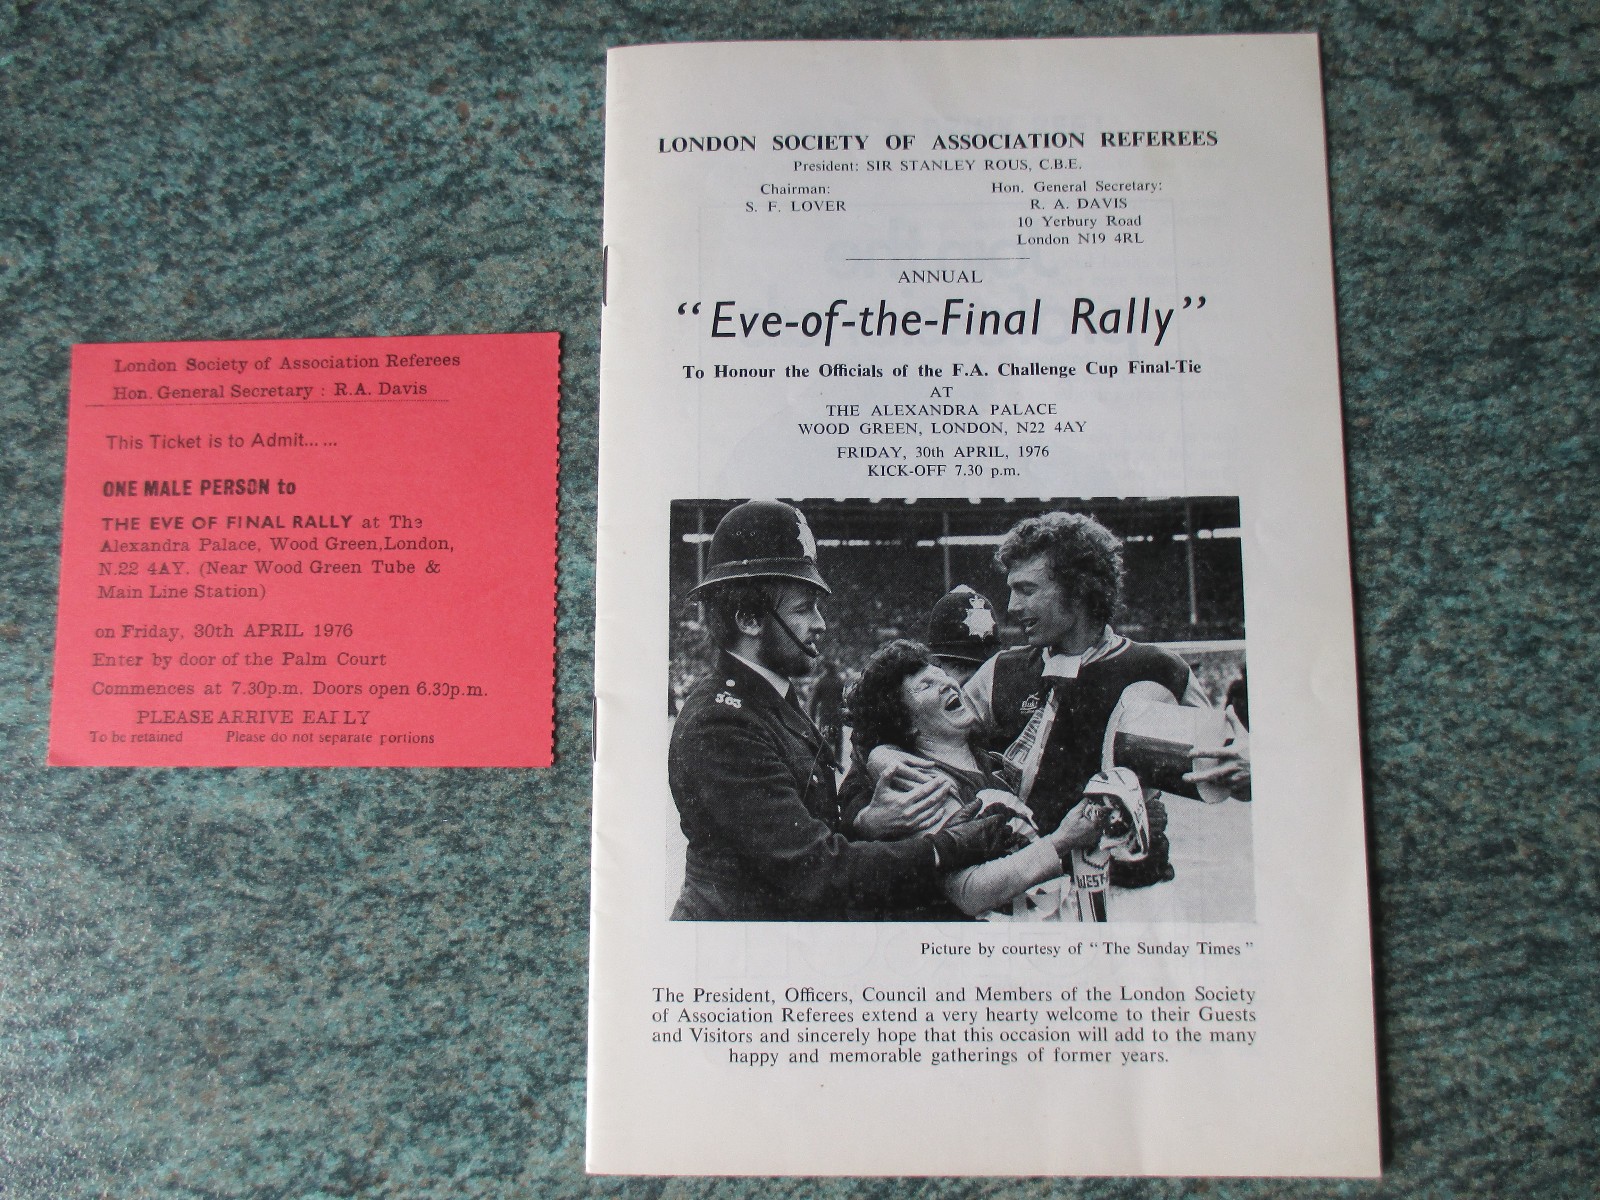 London Society of Association Referees
Hon. General Secretary : R.A. Davis
This Ticket is to Admit... ...
ONE MALE PERSON to
THE EVE OF FINAL RALLY at The
Alexandra Palace, Wood Green,London,
N.22 4AY. (Near Wood Green Tube &
Main Line Station)
on Friday, 30th APRIL 1976
Enter by door of the Palm Court
Commences at 7.30p.m. Doors open 6.30p.m.
PLEASE ARRIVE EARLY
To be retained Please do not separate portions
LONDON SOCIETY OF ASSOCIATION REFEREES
President: SIR STANLEY ROUS, C.B.E.
Chairman:
S. F. LOVER
Hon. General Secretary:
R. A. DAVIS
10 Yerbury Road
London N19 4RL
ANNUAL
"Eve-of-the-Final Rally"
To Honour the Officials of the F.A. Challenge Cup Final-Tie
AT
THE ALEXANDRA PALACE
WOOD GREEN, LONDON, N22 4AY
FRIDAY, 30th APRIL, 1976
KICK-OFF 7.30 p.m.
363
WEST
Picture by courtesy of "The Sunday Times"
The President, Officers, Council and Members of the London Society
of Association Referees extend a very hearty welcome to their Guests
and Visitors and sincerely hope that this occasion will add to the many
happy and memorable gatherings of former years.